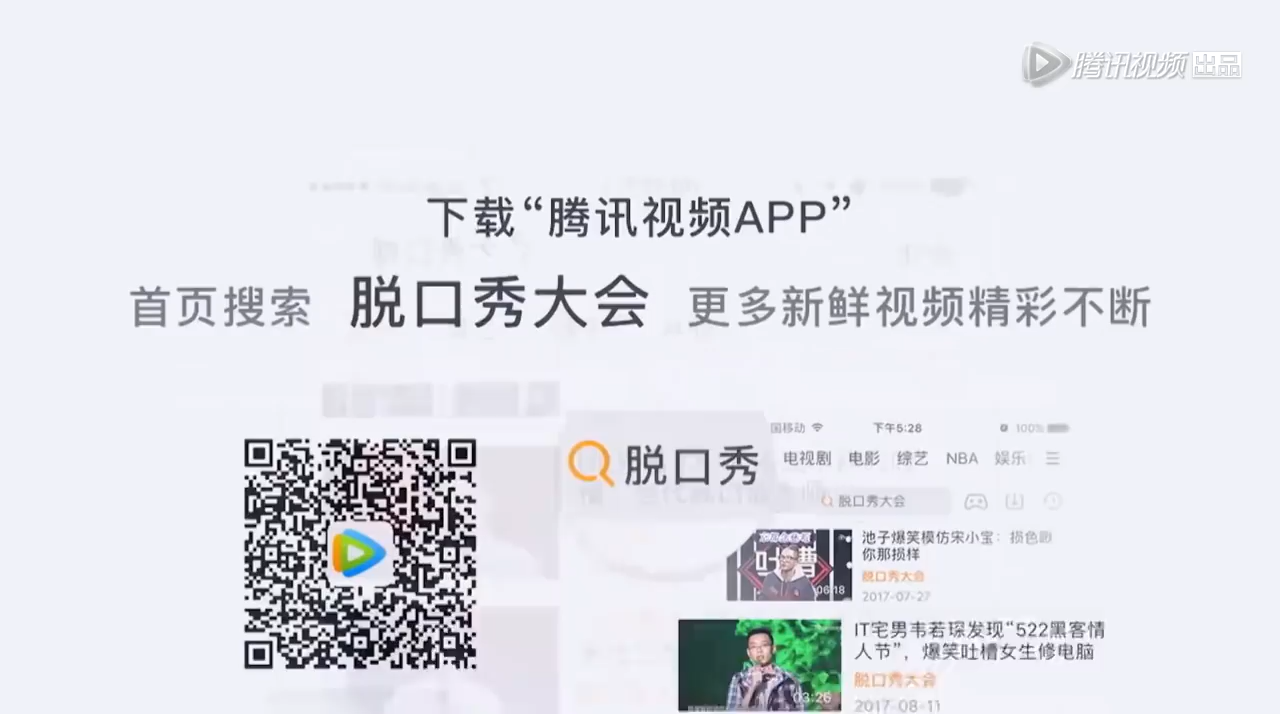 腾讯视频 出品
下载“腾讯视频APP”
首页搜索 脱口秀大会 更多新鲜视频精彩不断
脱口秀
国移动 下午5:28 100%
电视剧 电影 综艺 NBA 娱乐
脱口秀大会
吐槽
06:18
池子爆笑模仿宋小宝：损色
你那损样
脱口秀大会
2017-07-27
03:26
IT宅男韦若琛发现“522黑客情
人节”，爆笑吐槽女生修电脑
脱口秀大会
2017-08-11